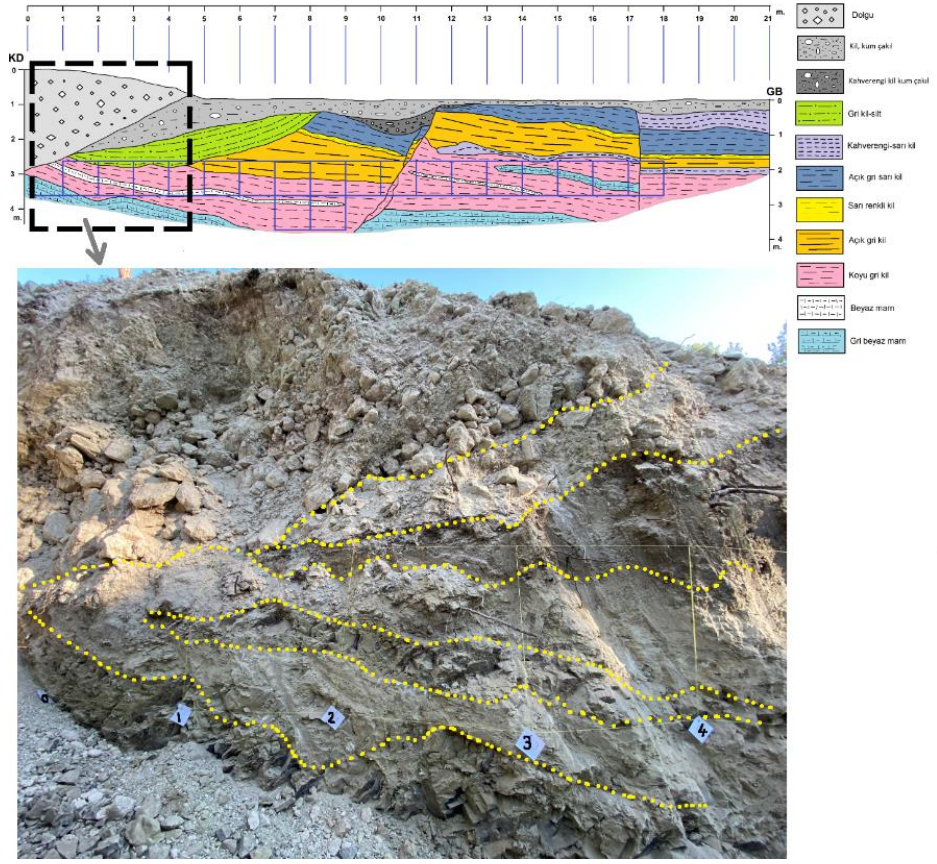 0 1 2 3 4 5 6 7 8 9 10 11 12 13 14 15 16 17 18 19 20 21 m.
KD
GB
0
1
2
3
4
m.
0
1
2
3
4
m.
Dolgu
Kil, kum çakıl
Kahverengi kil kum çakıl
Gri kil-silt
Kahverengi-sarı kil
Açık gri sarı kil
Sarı renkli kil
Açık gri kil
Koyu gri kil
Beyaz marn
Gri beyaz marn
0
1
2
3
4